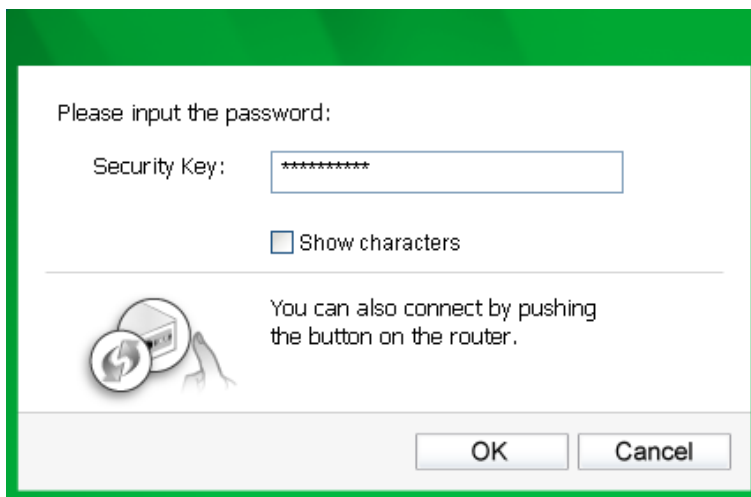 Please input the password:
Security Key: **********
Show characters
You can also connect by pushing
the button on the router.
OK Cancel